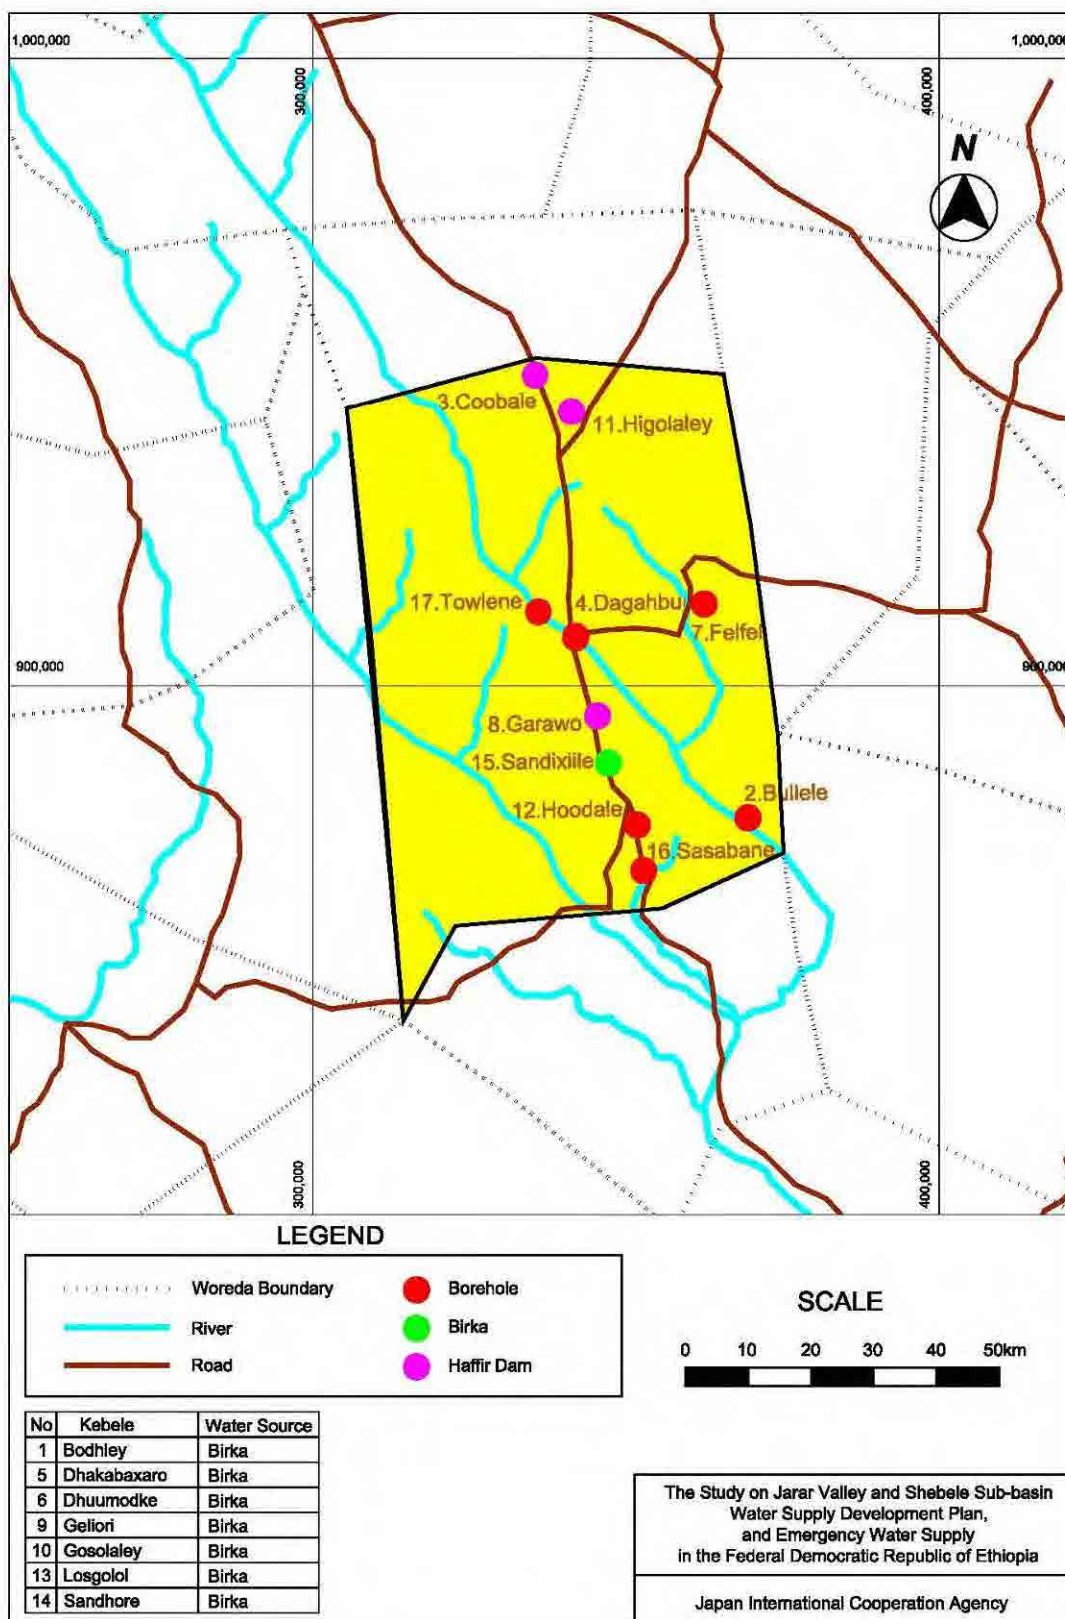 1,000,000
1,000,000
300,000
400,000
N
3.Coobale
11.Higolaley
17.Towlene
4.Dagahbu
7.Felfel
900,000
900,000
8.Garawo
15.Sandixiile
2.Bullele
12.Hoodale
16.Sasabane
300,000
400,000
LEGEND
Woreda Boundary
Borehole
River
Birka
Road
Haffir Dam
SCALE
0 10 20 30 40 50km
No Kebele Water Source
1 Bodhley Birka
5 Dhakabaxaro Birka
6 Dhuumodke Birka
9 Geliori Birka
10 Gosolaley Birka
13 Losgolol Birka
14 Sandhore Birka
The Study on Jarar Valley and Shebele Sub-basin
Water Supply Development Plan,
and Emergency Water Supply
in the Federal Democratic Republic of Ethiopia
Japan International Cooperation Agency